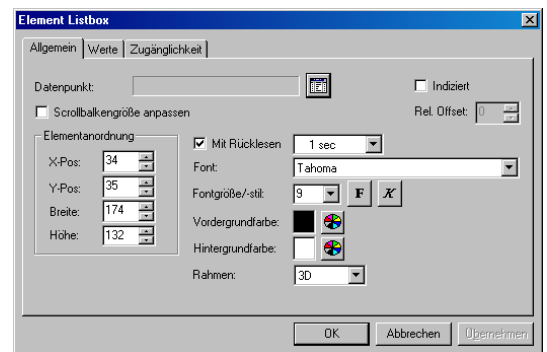 Element Listbox
Allgemein Werte Zugänglichkeit
Datenpunkt: Indiziert
Scrollbalkengröße anpassen Rel. Offset: 0
Elementanordnung Mit Rücklesen 1 sec
X-Pos: 34 Font: Tahoma
Y-Pos: 35 Fontgröße/-stil: 9 F K
Breite: 174 Vordergrundfarbe:
Höhe: 132 Hintergrundfarbe:
Rahmen: 3D
OK Abbrechen Übernehmen